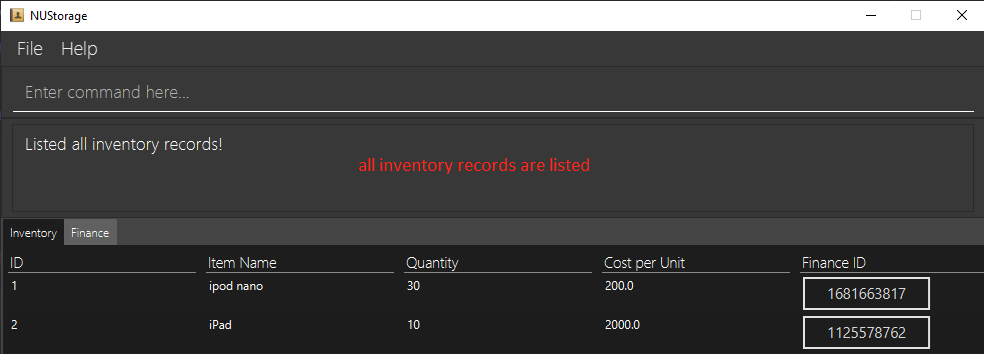 NUStorage
File Help
Enter command here...
Listed all inventory records!
all inventory records are listed
Inventory Finance
ID Item Name Quantity Cost per Unit Finance ID
1 ipod nano 30 200.0 1681663817
2 iPad 10 2000.0 1125578762